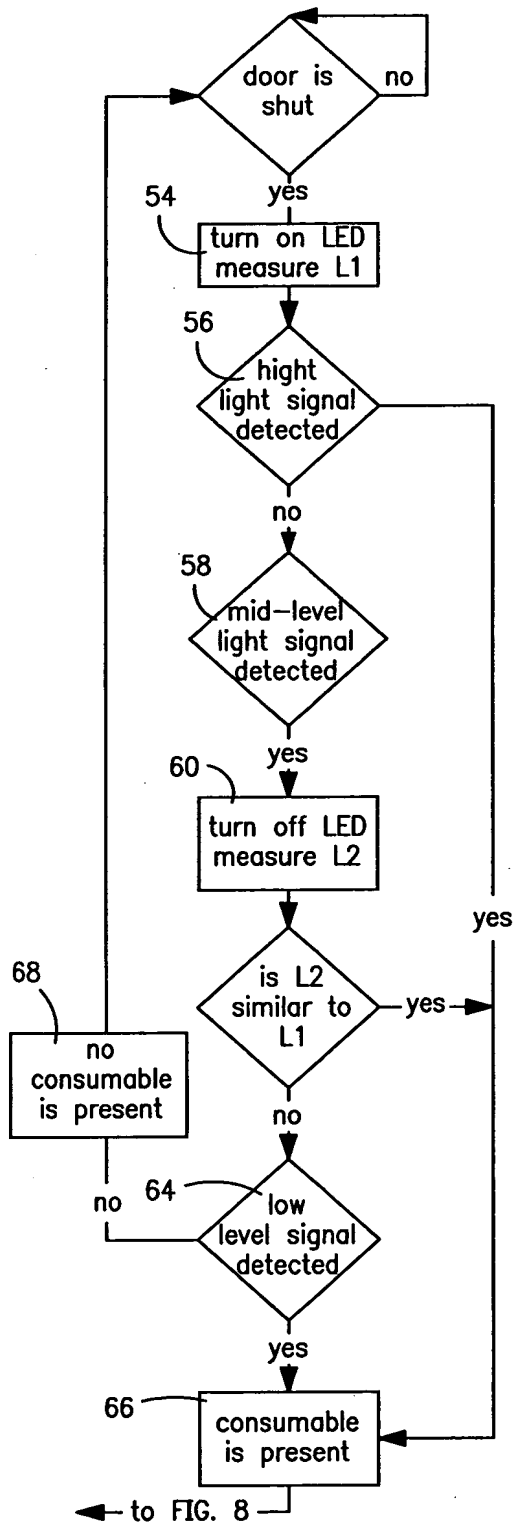 door is
shut
no
yes
54
turn on LED
measure L1
56
hight
light signal
detected
no
58
mid-level
light signal
detected
yes
60
turn off LED
measure L2
yes
is L2
similar to
L1
yes
68
no
consumable
is present
no
no
64
low
level signal
detected
yes
66
consumable
is present
to FIG. 8